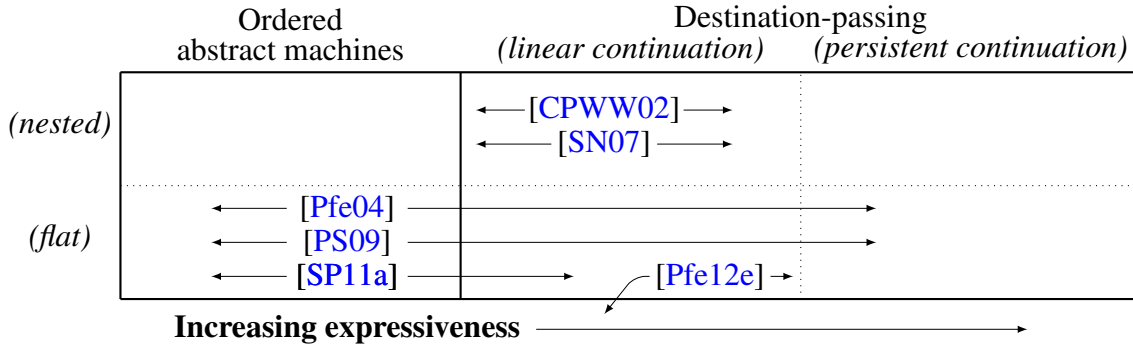 Ordered
abstract machines
Destination-passing
(linear continuation) (persistent continuation)
(nested)
[CPWW02]
[SN07]
(flat)
[Pfe04]
[PS09]
[SP11a] [Pfe12e]
Increasing expressiveness